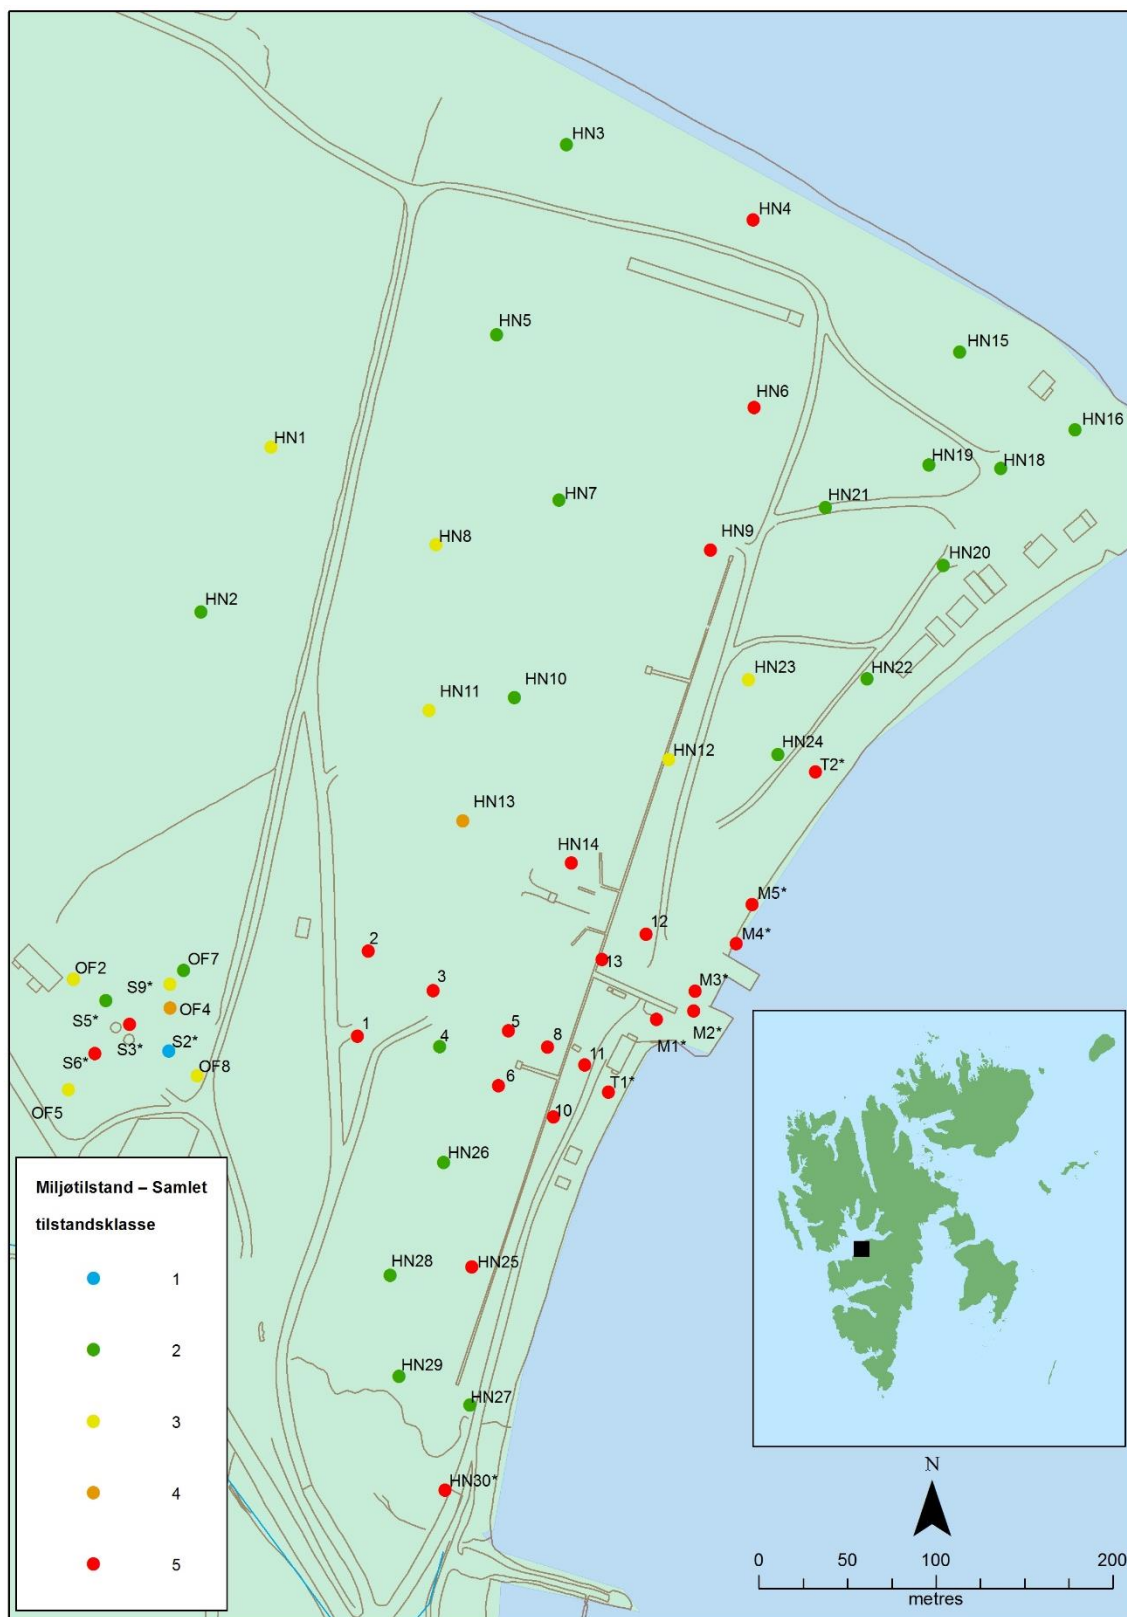 HN3
HN4
HN5
HN15
HN6
HN16
HN1
HN19
HN18
HN7
HN21
HN8
HN9
HN20
HN2
HN23
HN22
HN10
HN11
HN12
HN24
T2*
HN13
HN14
M5*
12
M4*
2
OF7
13
OF2
S9*
3
M3*
OF4
S5*
M2*
5
1
4
8
M1*
S3*
S2*
S6*
11
OF8
6
T1*
OF5
10
HN26
Miljøtilstand – Samlet
tilstandsklasse
HN25
HN28
1
2
HN29
HN27
3
N
HN30*
4
5
0 50 100 200
metres